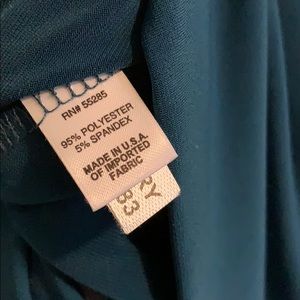 RN# 55285
95% POLYESTER
5% SPANDEX
MADE IN U.S.A.
OF IMPORTED
FABRIC